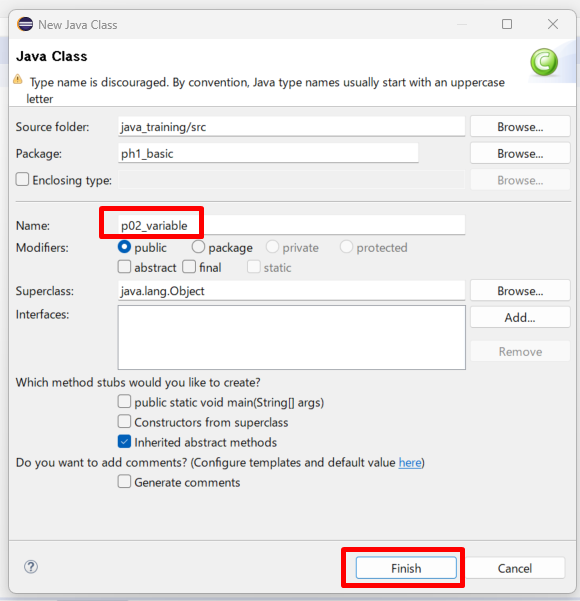 New Java Class
Java Class
Type name is discouraged. By convention, Java type names usually start with an uppercase
letter
Source folder: java_training/src Browse...
Package: ph1_basic Browse...
Enclosing type: Browse...
Name: p02_variable
Modifiers: public package private protected
abstract final static
Superclass: java.lang.Object Browse...
Interfaces: Add...
Remove
Which method stubs would you like to create?
public static void main(String[] args)
Constructors from superclass
Inherited abstract methods
Do you want to add comments? (Configure templates and default value here)
Generate comments
? Finish Cancel